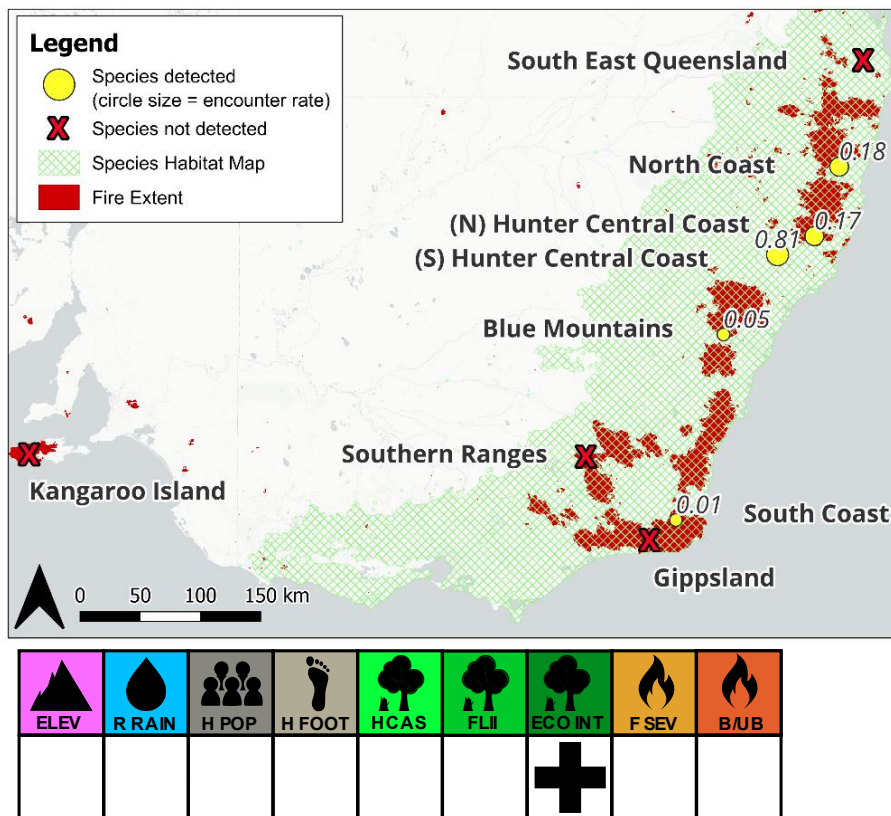 Legend
Species detected
(circle size = encounter rate)
X Species not detected
Species Habitat Map
Fire Extent
South East Queensland X
0.18
North Coast
0.17
(N) Hunter Central Coast
0.81
(S) Hunter Central Coast
0.05
Blue Mountains
Southern Ranges X
X
Kangaroo Island
0.01
South Coast
X
Gippsland
0 50 100 150 km
ELEV R RAIN H POP H FOOT HCAS FLII ECO INT F SEV B/UB